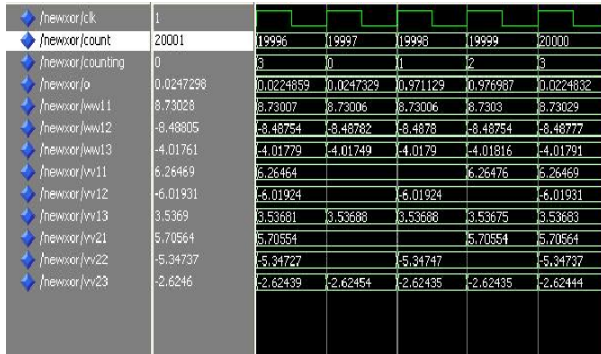 /newxor/clk 1
/newxor/count 20001 19996 19997 19998 19999 20000
/newxor/counting 0 3 0 1 2 3
/newxor/o 0.0247298 0.0224859 0.0247329 0.971129 0.976987 0.0224832
/newxor/ww11 8.73028 8.73007 8.73006 8.73006 8.7303 8.73029
/newxor/ww12 -8.48805 -8.48754 -8.48782 -8.4878 -8.48754 -8.48777
/newxor/ww13 -4.01761 -4.01779 -4.01749 -4.0179 -4.01816 -4.01791
/newxor/vv11 6.26469 6.26464 6.26476 6.26469
/newxor/vv12 -6.01931 -6.01924 -6.01924 -6.01931
/newxor/vv13 3.5369 3.53681 3.53688 3.53688 3.53675 3.53683
/newxor/vv21 5.70564 5.70554 5.70554 5.70564
/newxor/vv22 -5.34737 -5.34727 -5.34747 -5.34737
/newxor/vv23 -2.6246 -2.62439 -2.62454 -2.62435 -2.62435 -2.62444